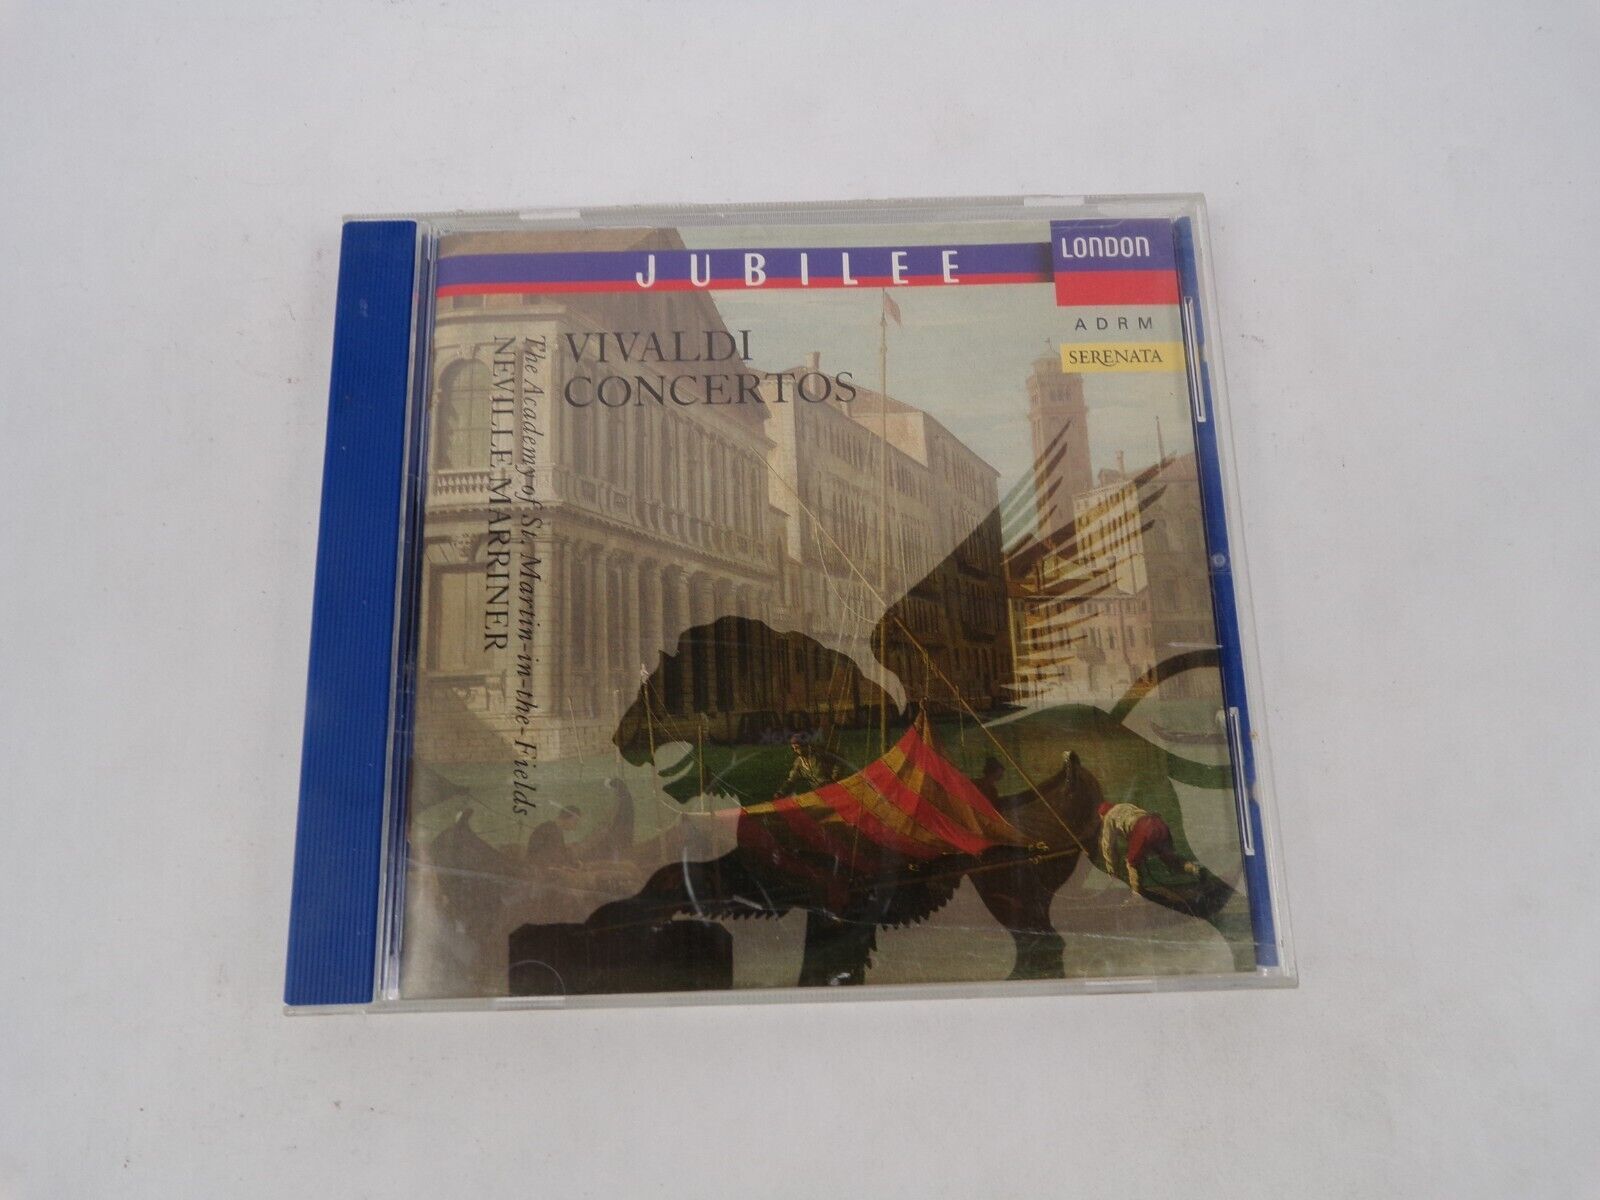 JUBILEE
LONDON
ADRM
SERENATA
VIVALDI
CONCERTOS
The Academy of St. Martin-in-the-Fields
NEVILLE MARRINER